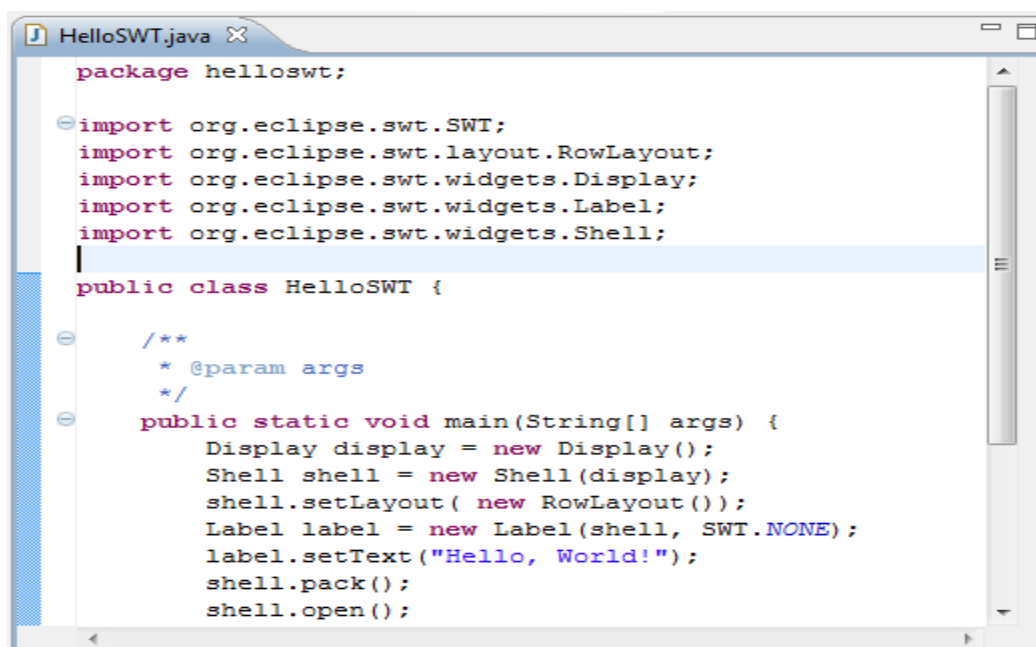 HelloSWT.java
package helloswt;
import org.eclipse.swt.SWT;
import org.eclipse.swt.layout.RowLayout;
import org.eclipse.swt.widgets.Display;
import org.eclipse.swt.widgets.Label;
import org.eclipse.swt.widgets.Shell;
public class HelloSWT {
/**
* @param args
*/
public static void main(String[] args) {
Display display = new Display();
Shell shell = new Shell(display);
shell.setLayout( new RowLayout());
Label label = new Label(shell, SWT.NONE);
label.setText("Hello, World!");
shell.pack();
shell.open();